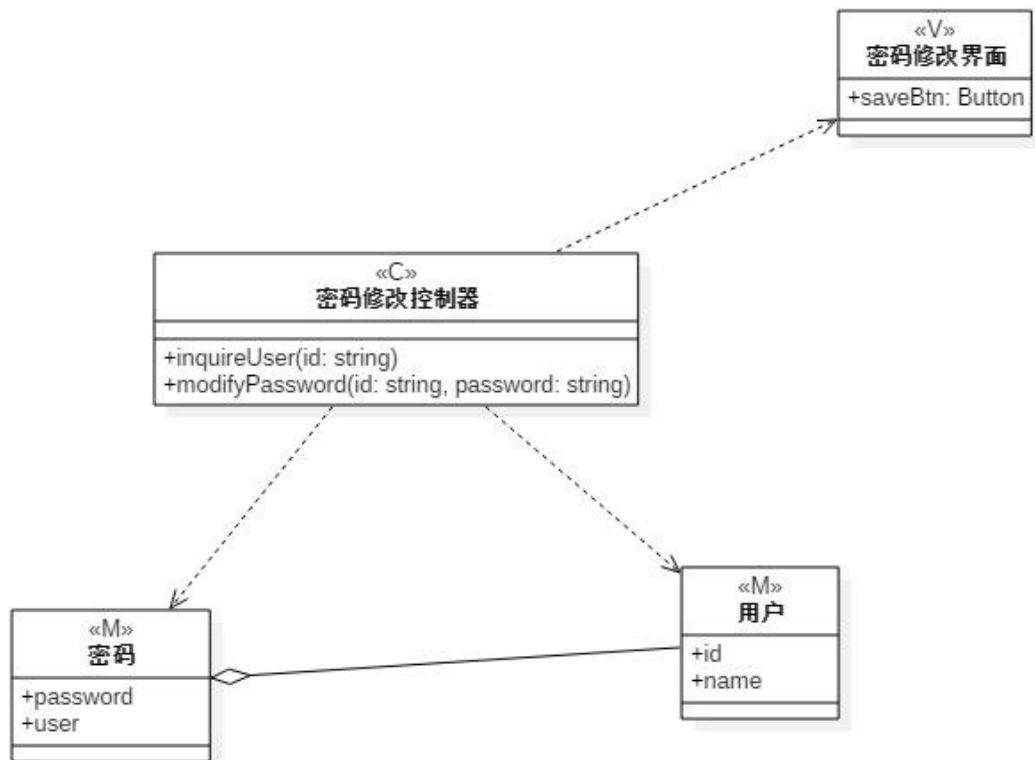 «V»
密码修改界面
+saveBtn: Button
«C»
密码修改控制器
+inquireUser(id: string)
+modifyPassword(id: string, password: string)
«M»
密码
+password
+user
«M»
用户
+id
+name